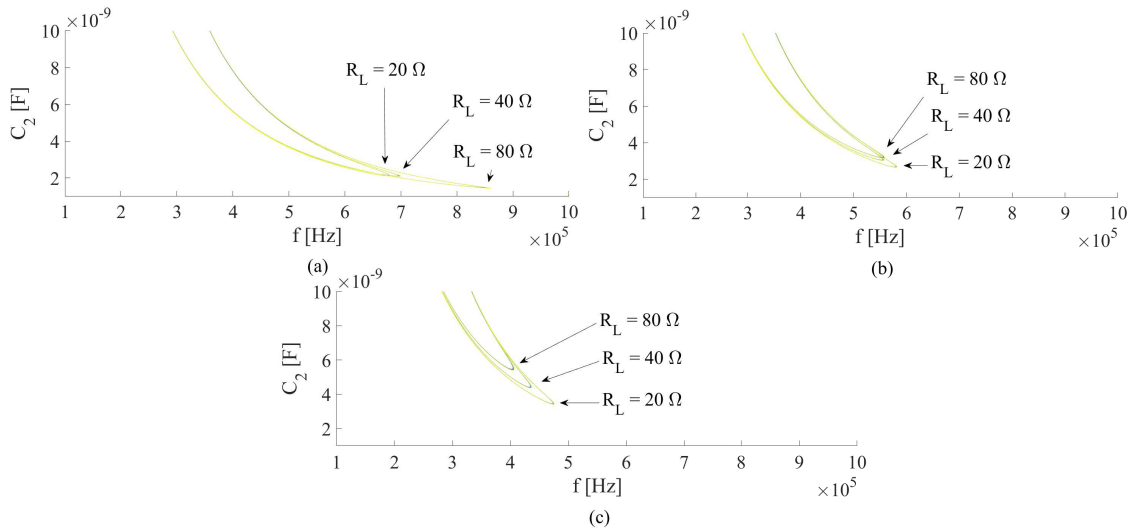 ×10⁻⁹
10
8
6
4
2
C₂ [F]
R_L = 20 Ω
R_L = 40 Ω
R_L = 80 Ω
1 2 3 4 5 6 7 8 9 10
f [Hz]
×10⁵
(a)
×10⁻⁹
10
8
6
4
2
C₂ [F]
R_L = 80 Ω
R_L = 40 Ω
R_L = 20 Ω
1 2 3 4 5 6 7 8 9 10
f [Hz]
×10⁵
(b)
×10⁻⁹
10
8
6
4
2
C₂ [F]
R_L = 80 Ω
R_L = 40 Ω
R_L = 20 Ω
1 2 3 4 5 6 7 8 9 10
f [Hz]
×10⁵
(c)